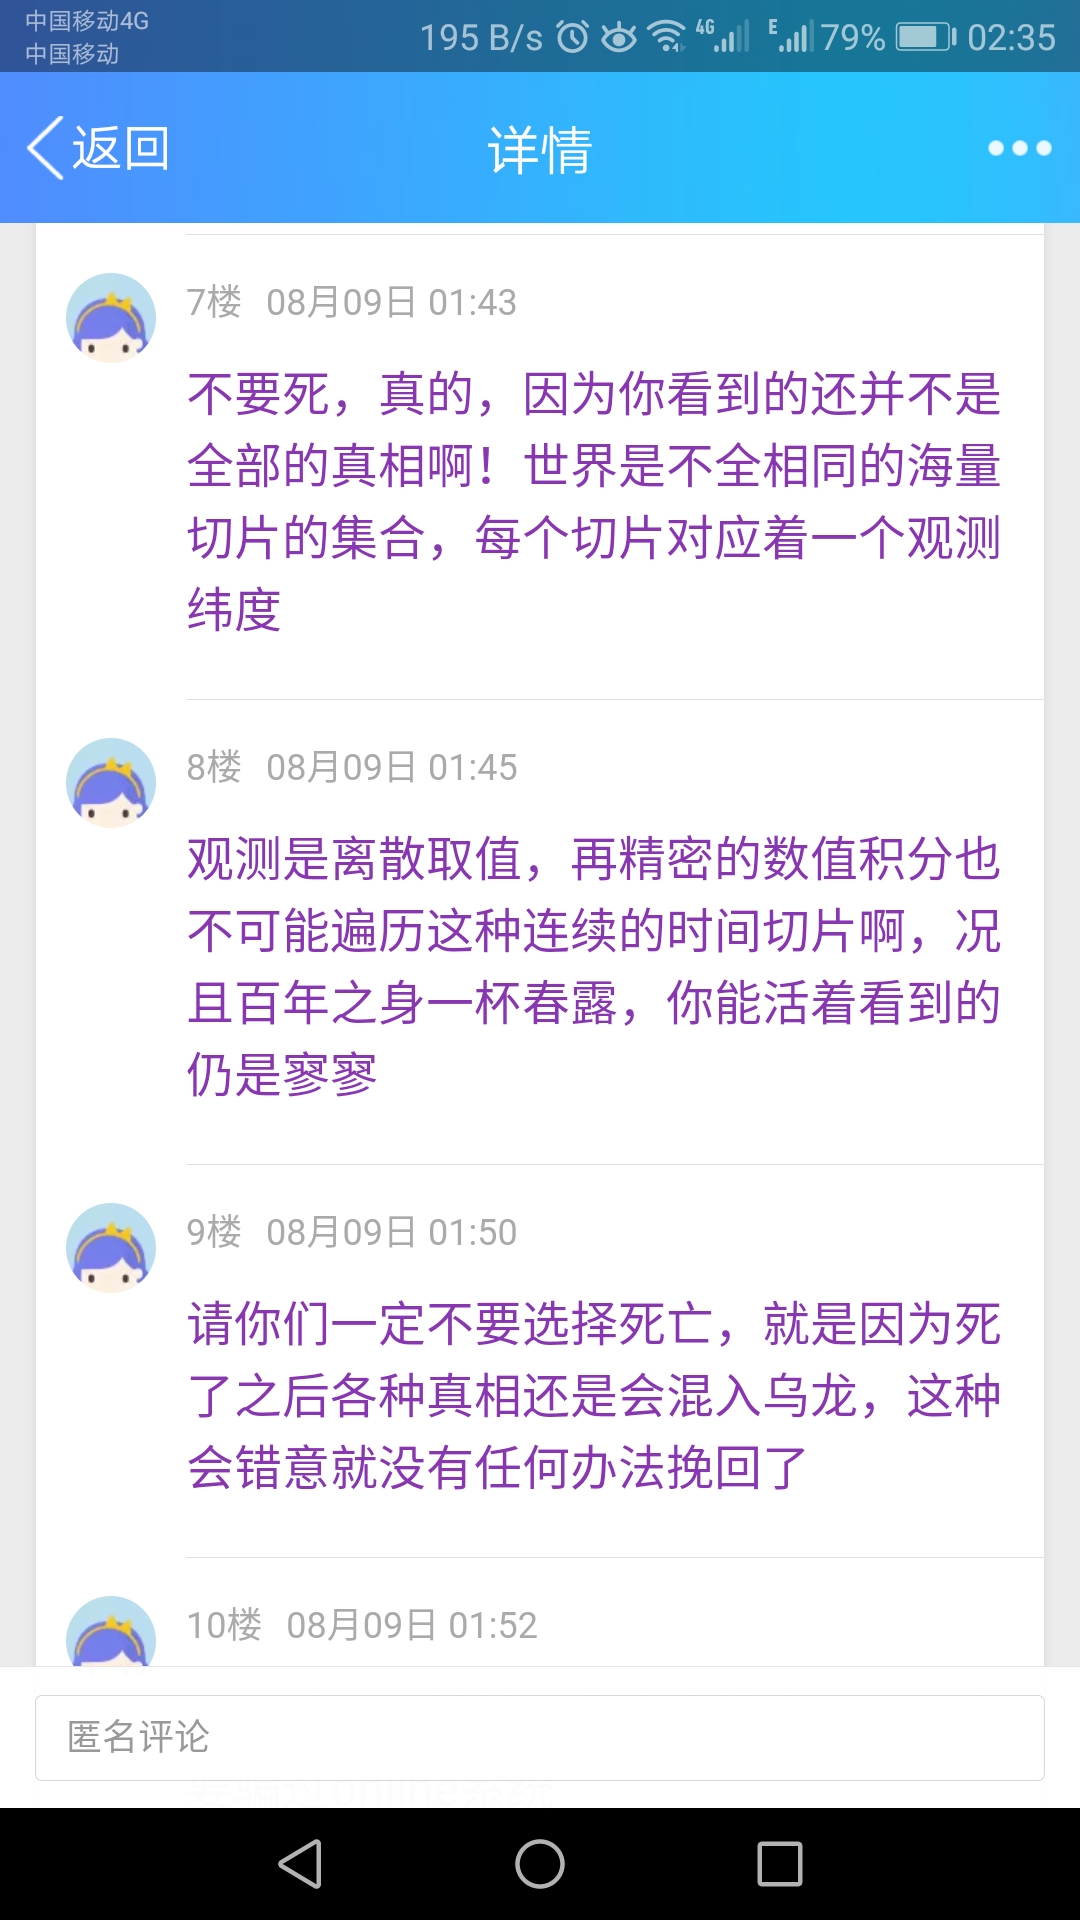 中国移动4G
中国移动
195 B/s 4G E 79% 02:35
返回 详情
7楼 08月09日 01:43
不要死，真的，因为你看到的还并不是
全部的真相啊！世界是不全相同的海量
切片的集合，每个切片对应着一个观测
纬度
8楼 08月09日 01:45
观测是离散取值，再精密的数值积分也
不可能遍历这种连续的时间切片啊，况
且百年之身一杯春露，你能活着看到的
仍是寥寥
9楼 08月09日 01:50
请你们一定不要选择死亡，就是因为死
了之后各种真相还是会混入乌龙，这种
会错意就没有任何办法挽回了
10楼 08月09日 01:52
匿名评论
要骗过online系统